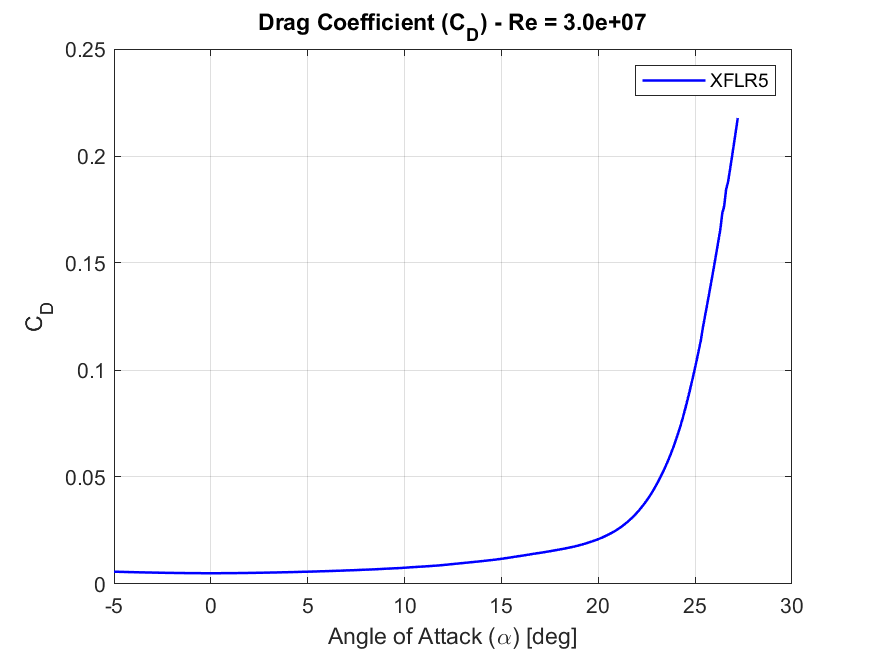 Drag Coefficient (C_D) - Re = 3.0e+07
XFLR5
0.25
0.2
0.15
0.1
0.05
0
C_D
-5 0 5 10 15 20 25 30
Angle of Attack (α) [deg]